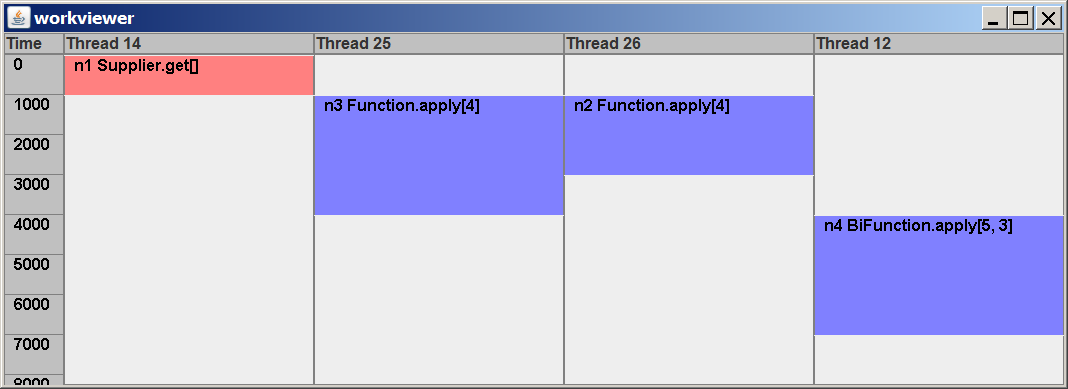 workviewer
Time Thread 14 Thread 25 Thread 26 Thread 12
0 n1 Supplier.get[]
1000 n3 Function.apply[4] n2 Function.apply[4]
2000
3000
4000 n4 BiFunction.apply[5, 3]
5000
6000
7000
8000